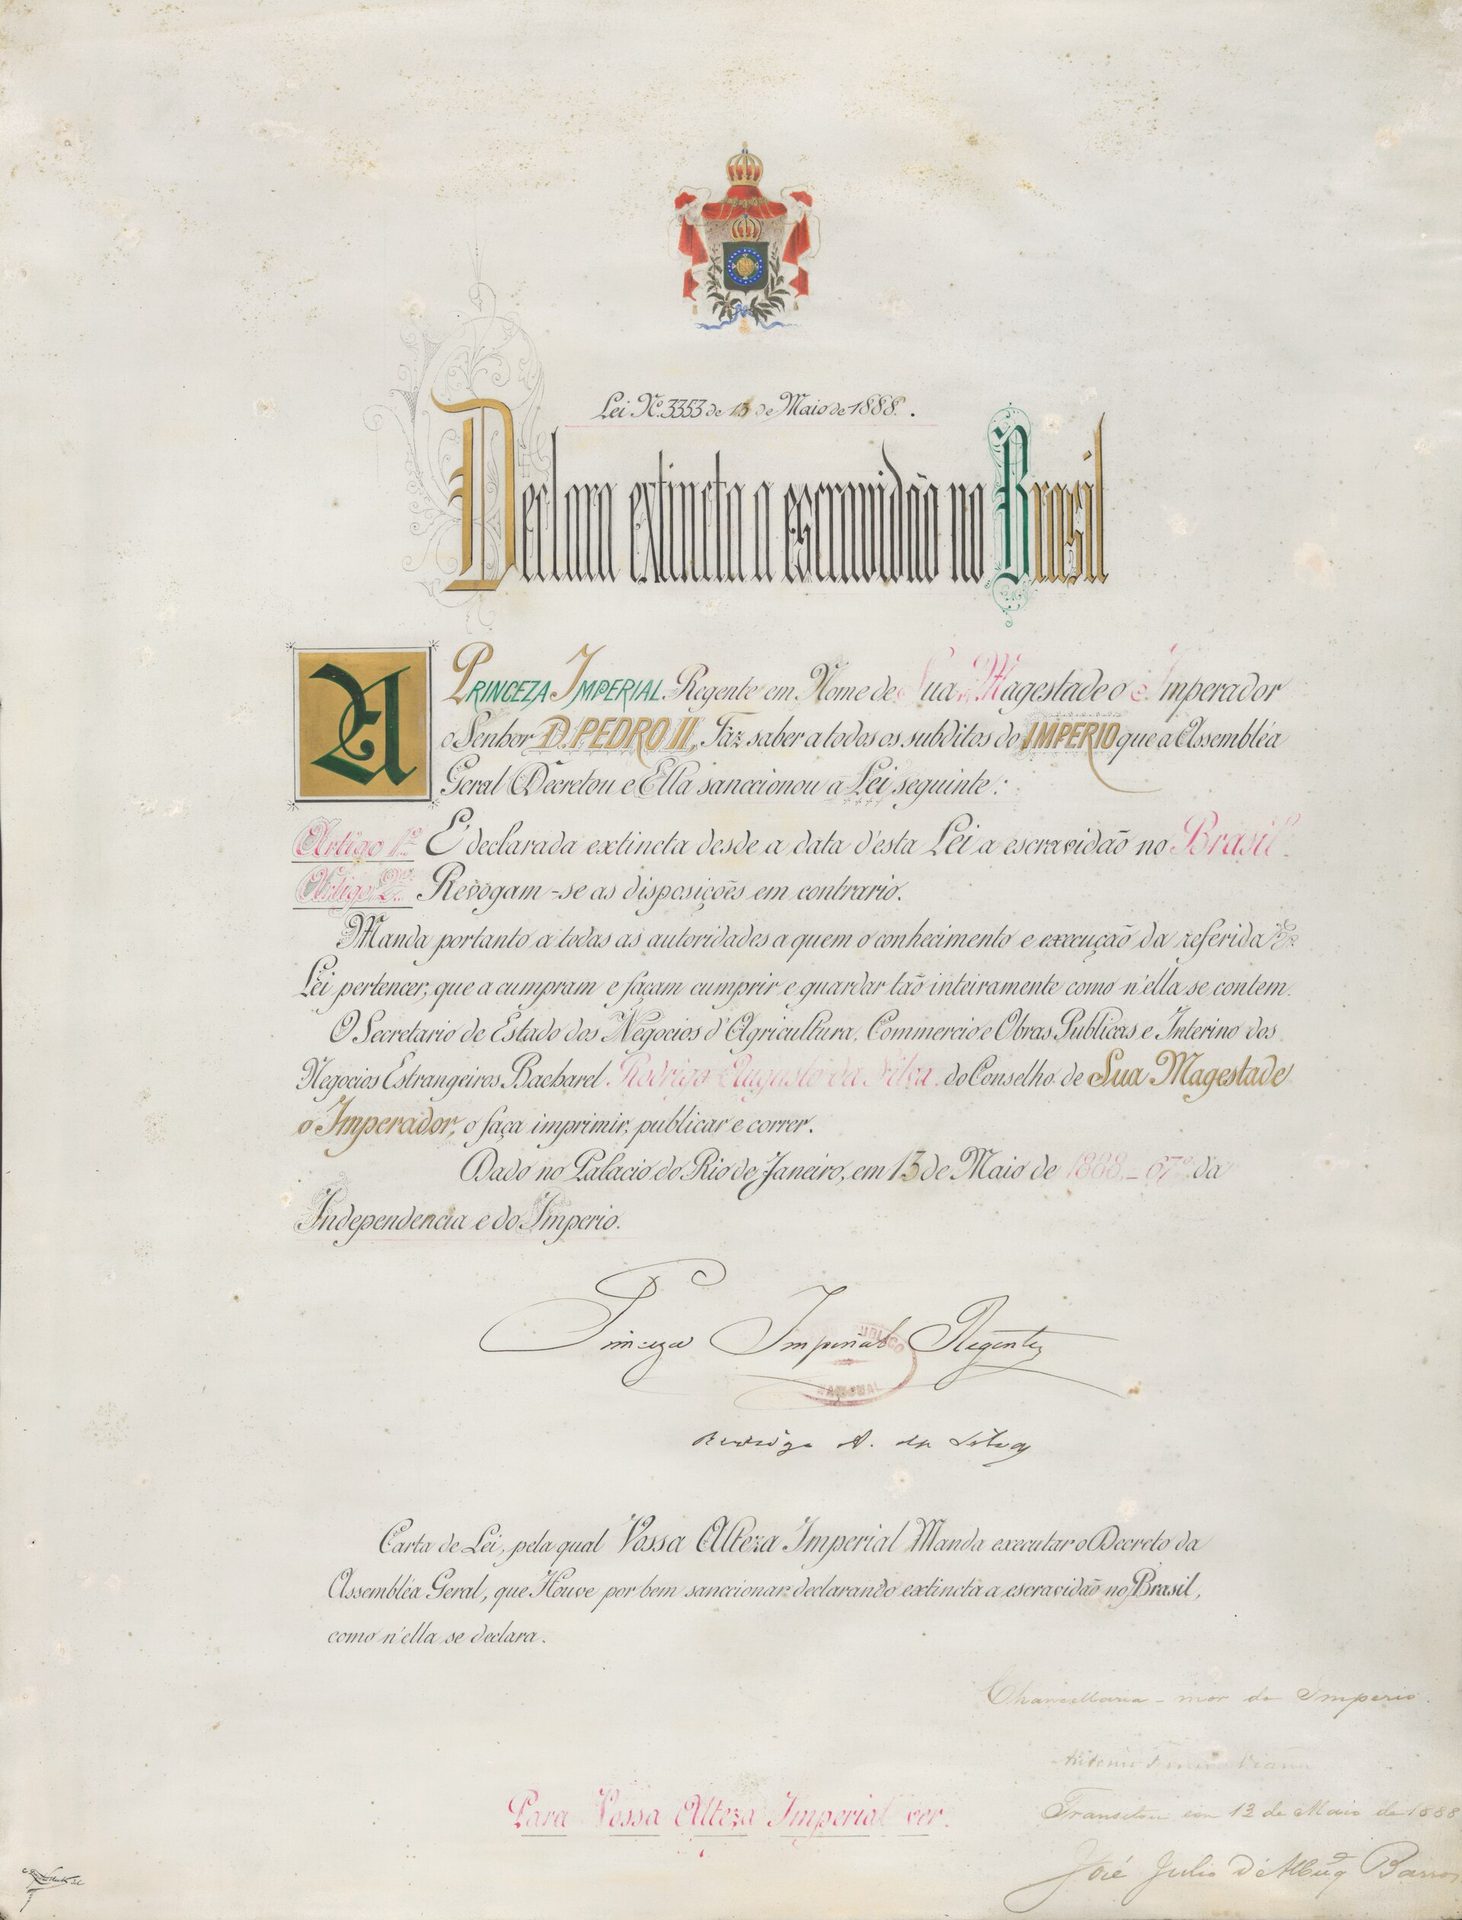 Lei Nº 3353 de 13 de Maio de 1888.
Declara extincta a escravidão no Brasil
A PRINCEZA IMPERIAL Regente em Nome de Sua Magestade o Imperador
o Senhor D. PEDRO II, Faz saber a todos os subditos do IMPERIO que a Assembléa
Geral Decretou e Ella sanccionou a Lei seguinte:
Artigo 1º É declarada extincta desde a data d'esta Lei a escravidão no Brasil.
Artigo 2º Revogam-se as disposições em contrario.
Manda portanto a todas as autoridades a quem o conhecimento e execução da referida
Lei pertencer, que a cumpram e façam cumprir e guardar tão inteiramente como n'ella se contem.
O Secretario de Estado dos Negocios d'Agricultura, Commercio e Obras Publicas e Interino dos
Negocios Estrangeiros Bacharel Rodrigo Augusto da Silva do Conselho de Sua Magestade
o Imperador, o faça imprimir, publicar e correr.
Dado no Palacio do Rio de Janeiro, em 13 de Maio de 1888. - 67º da
Independencia e do Imperio.
Princeza Imperial Regente
NACIONAL
Rodrigo A. da Silva
Carta de Lei, pela qual Vossa Alteza Imperial Manda executar o Decreto da
Assembléa Geral, que Houve por bem sanccionar declarando extincta a escravidão no Brasil,
como n'ella se declara.
Chancellaria-mor do Imperio.
Antonio Ferreira Vianna
Transitou em 13 de Maio de 1888
Para Vossa Alteza Imperial ver.
José Julio d'Albuqº Barros